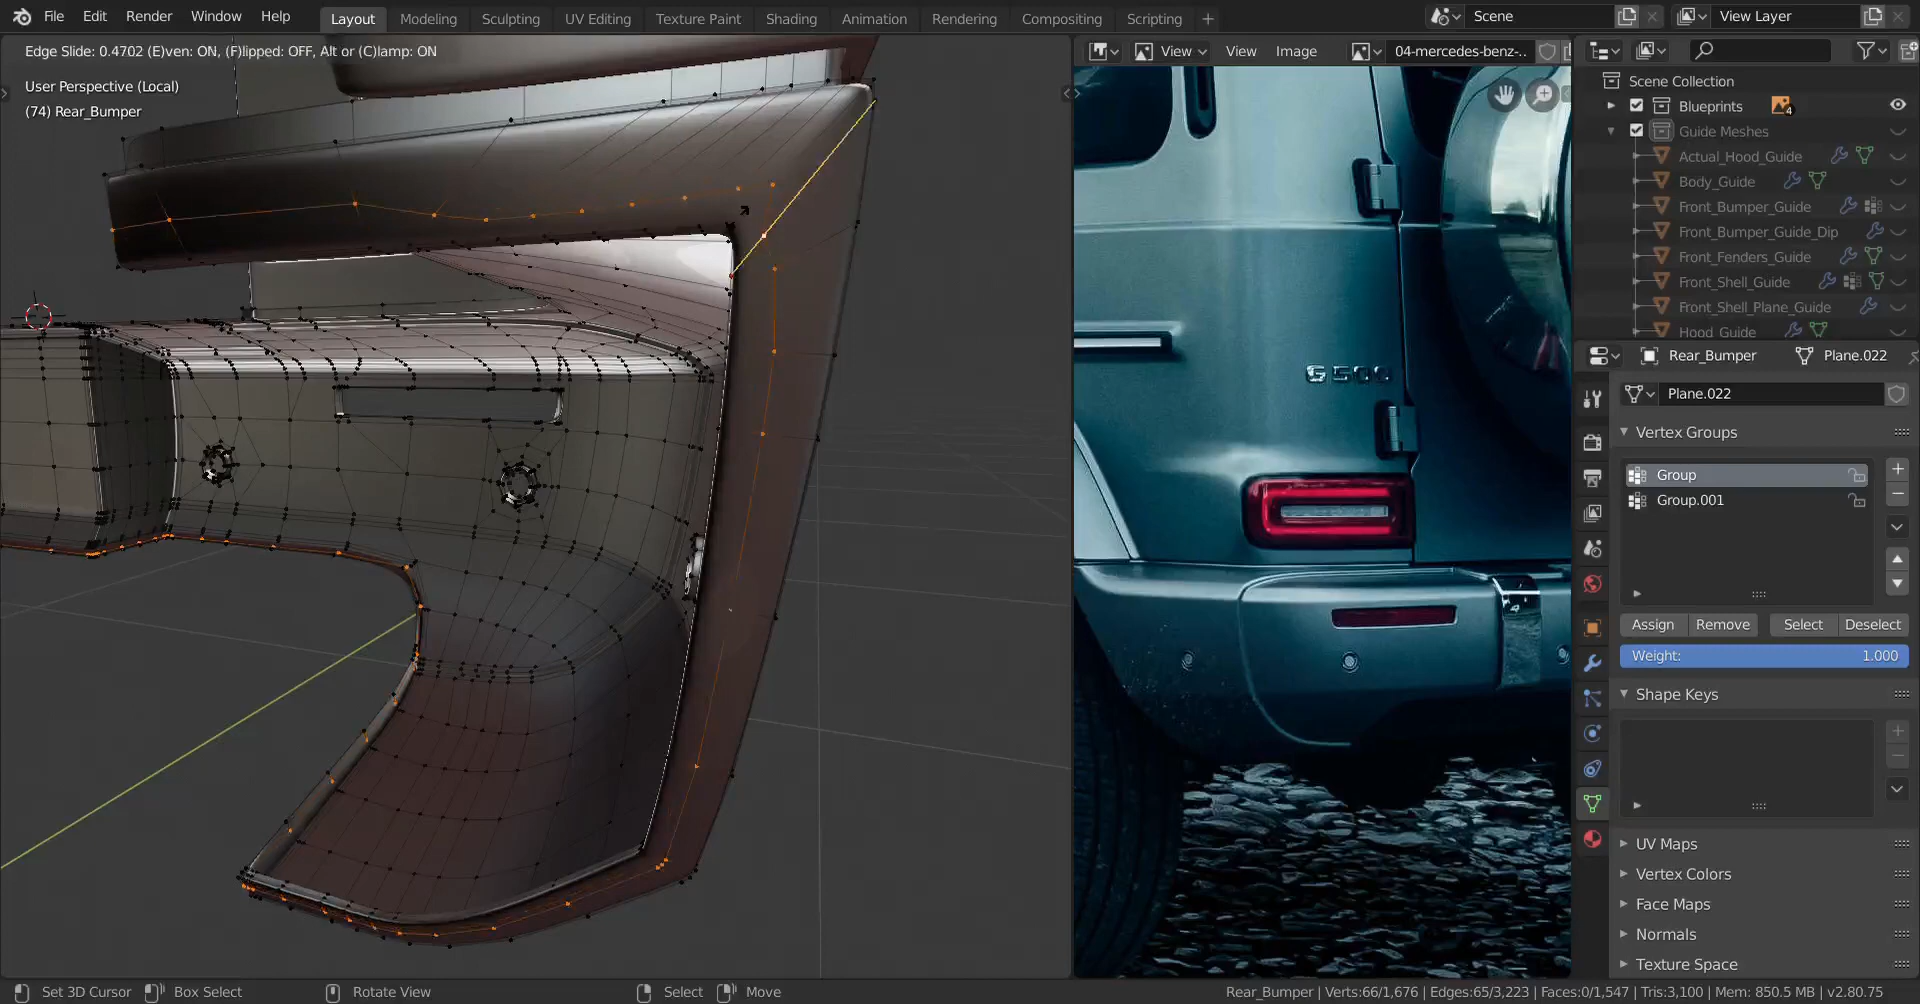 File Edit Render Window Help Layout Modeling Sculpting UV Editing Texture Paint Shading Animation Rendering Compositing Scripting + Scene View Layer
Edge Slide: 0.4702 (E)ven: ON, (F)lipped: OFF, Alt or (C)lamp: ON
User Perspective (Local)
(74) Rear_Bumper
View View Image 04-mercedes-benz-..
G 500
Scene Collection
Blueprints 4
Guide Meshes
Actual_Hood_Guide
Body_Guide
Front_Bumper_Guide
Front_Bumper_Guide_Dip
Front_Fenders_Guide
Front_Shell_Guide
Front_Shell_Plane_Guide
Hood_Guide
Rear_Bumper Plane.022
Plane.022
Vertex Groups
Group
Group.001
Assign Remove Select Deselect
Weight: 1.000
Shape Keys
UV Maps
Vertex Colors
Face Maps
Normals
Texture Space
Set 3D Cursor Box Select Rotate View Select Move Rear_Bumper | Verts:66/1,676 | Edges:65/3,223 | Faces:0/1,547 | Tris:3,100 | Mem: 850.5 MB | v2.80.75